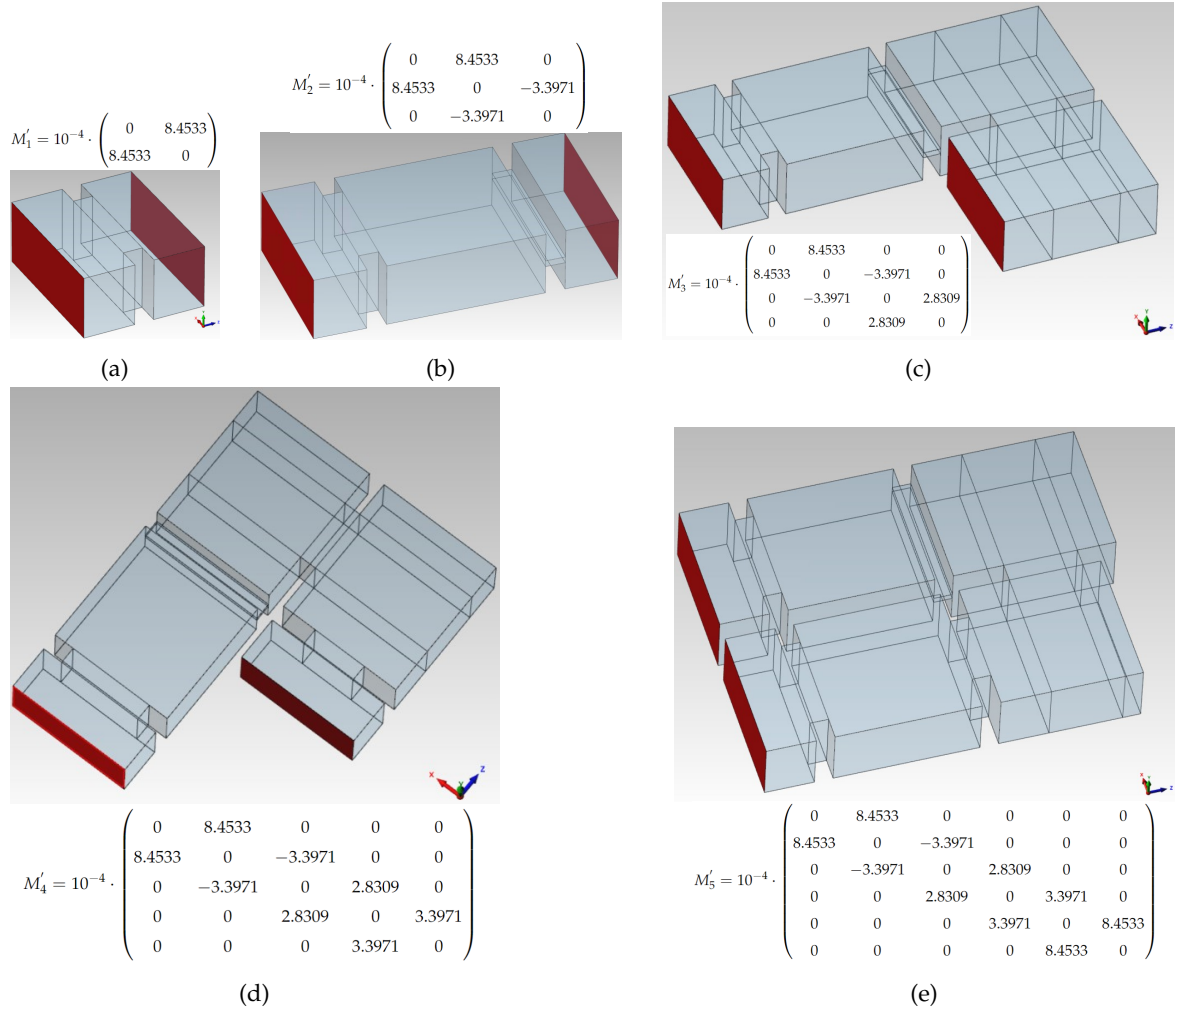 M₁′ = 10⁻⁴ · ( 0 8.4533
8.4533 0 )
(a)
M₂′ = 10⁻⁴ · ( 0 8.4533 0
8.4533 0 −3.3971
0 −3.3971 0 )
(b)
M₃′ = 10⁻⁴ · ( 0 8.4533 0 0
8.4533 0 −3.3971 0
0 −3.3971 0 2.8309
0 0 2.8309 0 )
X Y Z
(c)
X Y Z
M₄′ = 10⁻⁴ · ( 0 8.4533 0 0 0
8.4533 0 −3.3971 0 0
0 −3.3971 0 2.8309 0
0 0 2.8309 0 3.3971
0 0 0 3.3971 0 )
(d)
X Y Z
M₅′ = 10⁻⁴ · ( 0 8.4533 0 0 0 0
8.4533 0 −3.3971 0 0 0
0 −3.3971 0 2.8309 0 0
0 0 2.8309 0 3.3971 0
0 0 0 3.3971 0 8.4533
0 0 0 0 8.4533 0 )
(e)